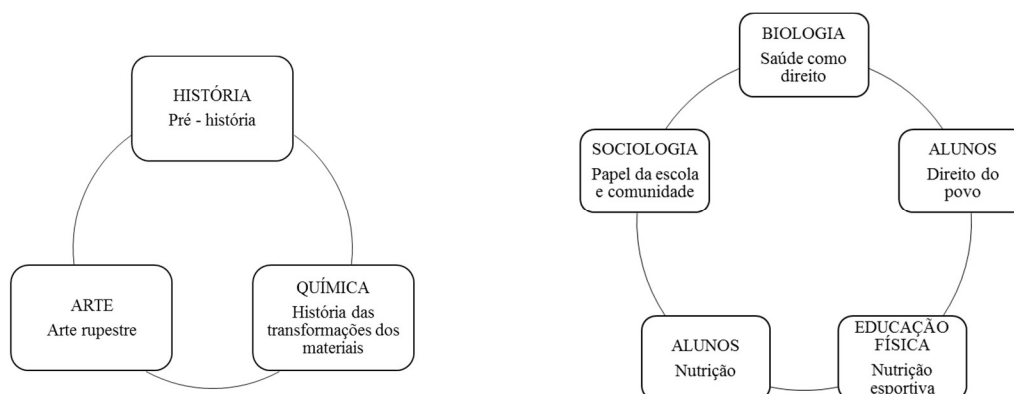 HISTÓRIA
Pré - história
ARTE
Arte rupestre
QUÍMICA
História das
transformações dos
materiais
BIOLOGIA
Saúde como
direito
SOCIOLOGIA
Papel da escola
e comunidade
ALUNOS
Direito do
povo
ALUNOS
Nutrição
EDUCAÇÃO
FÍSICA
Nutrição
esportiva